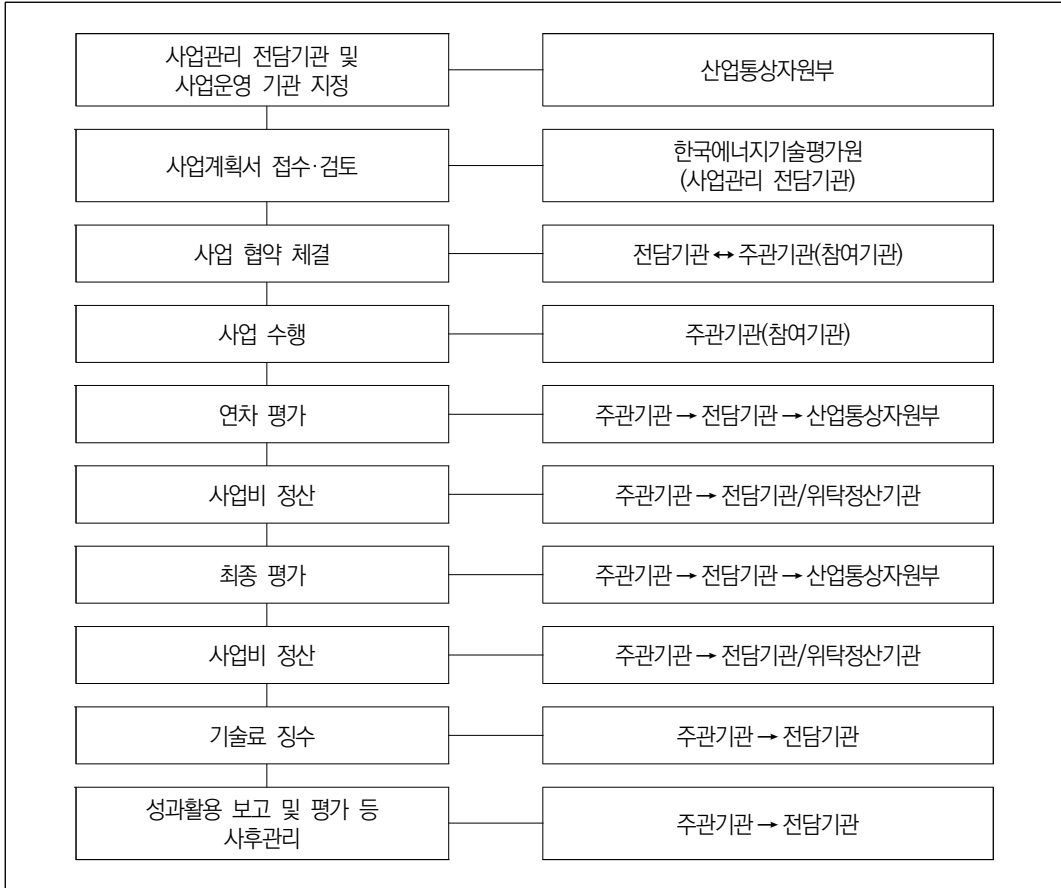 사업관리 전담기관 및
사업운영 기관 지정
산업통상자원부
사업계획서 접수·검토
한국에너지기술평가원
(사업관리 전담기관)
사업 협약 체결
전담기관 ↔ 주관기관(참여기관)
사업 수행
주관기관(참여기관)
연차 평가
주관기관 → 전담기관 → 산업통상자원부
사업비 정산
주관기관 → 전담기관/위탁정산기관
최종 평가
주관기관 → 전담기관 → 산업통상자원부
사업비 정산
주관기관 → 전담기관/위탁정산기관
기술료 징수
주관기관 → 전담기관
성과활용 보고 및 평가 등
사후관리
주관기관 → 전담기관